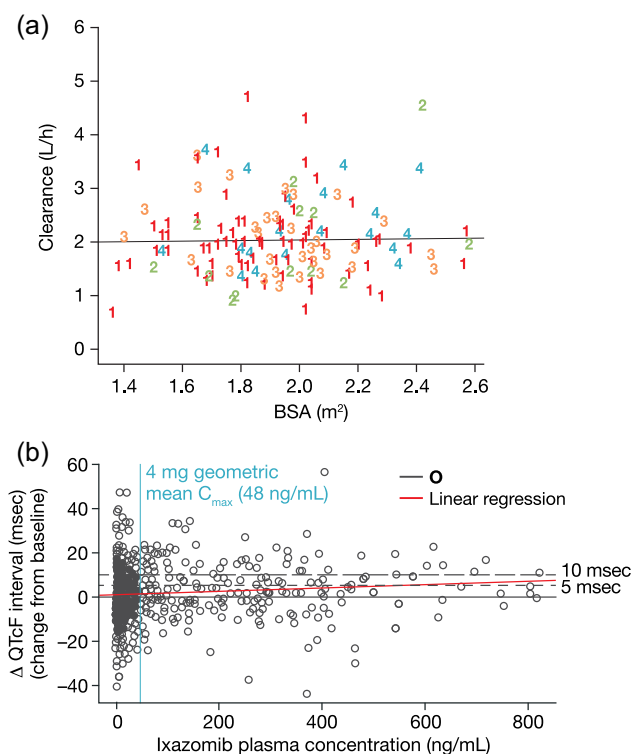 (a)
6
5
4
3
2
1
0
Clearance (L/h)
1.4 1.6 1.8 2.0 2.2 2.4 2.6
BSA (m²)
(b)
60
40
20
0
−20
−40
Δ QTcF interval (msec)
(change from baseline)
4 mg geometric
mean Cmax (48 ng/mL)
O
Linear regression
10 msec
5 msec
0 200 400 600 800
Ixazomib plasma concentration (ng/mL)